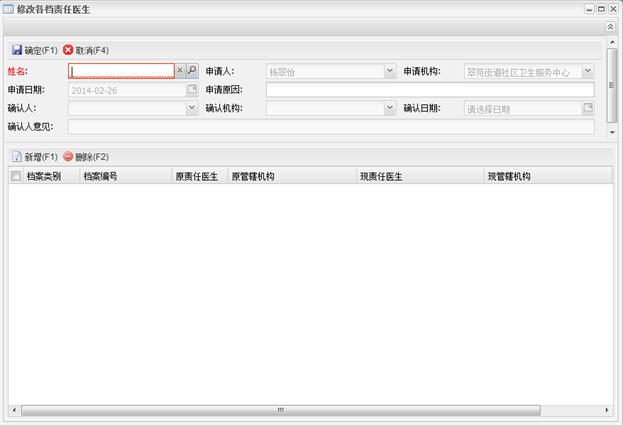 修改各档责任医生
确定(F1) 取消(F4)
姓名: 申请人: 杨翠怡 申请机构: 翠苑街道社区卫生服务中心
申请日期: 2014-02-26 申请原因:
确认人: 确认机构: 确认日期: 请选择日期
确认人意见:
新增(F1) 删除(F2)
档案类别 档案编号 原责任医生 原管辖机构 现责任医生 现管辖机构